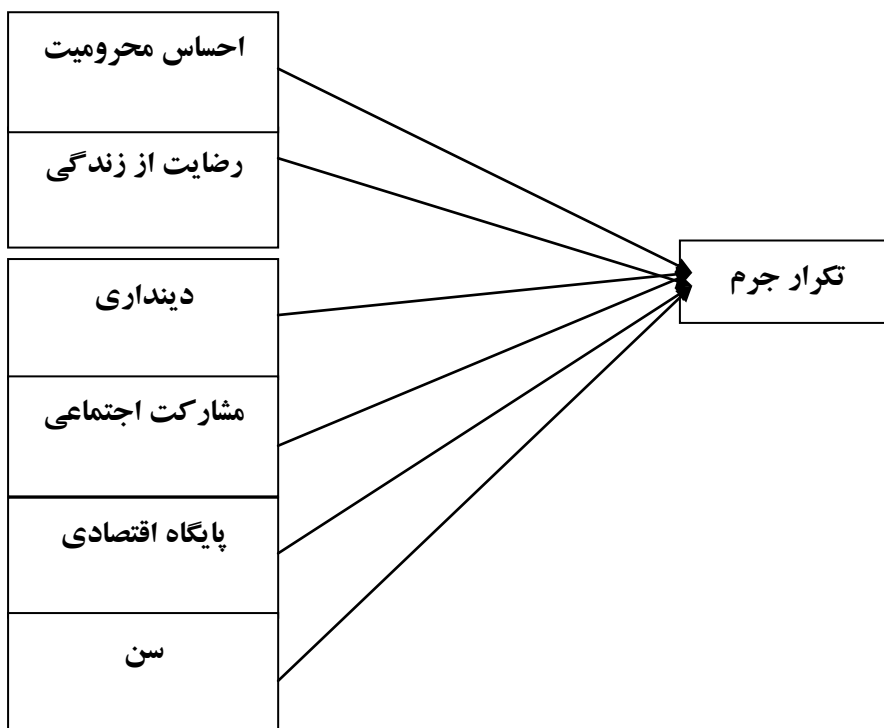 احساس محرومیت
رضایت از زندگی
دینداری
مشارکت اجتماعی
پایگاه اقتصادی
سن
تکرار جرم